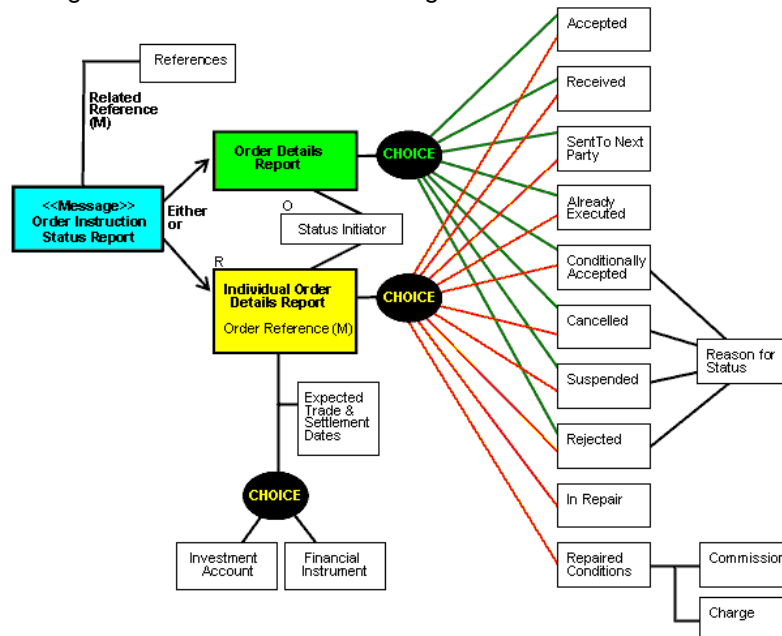 References
Related
Reference
(M)
<<Message>>
Order Instruction
Status Report
Either
or
Order Details
Report
CHOICE
O
Status Initiator
R
Individual Order
Details Report
Order Reference (M)
CHOICE
Expected
Trade &
Settlement
Dates
CHOICE
Investment
Account
Financial
Instrument
Accepted
Received
SentTo Next
Party
Already
Executed
Conditionally
Accepted
Cancelled
Suspended
Rejected
In Repair
Repaired
Conditions
Reason for
Status
Commission
Charge